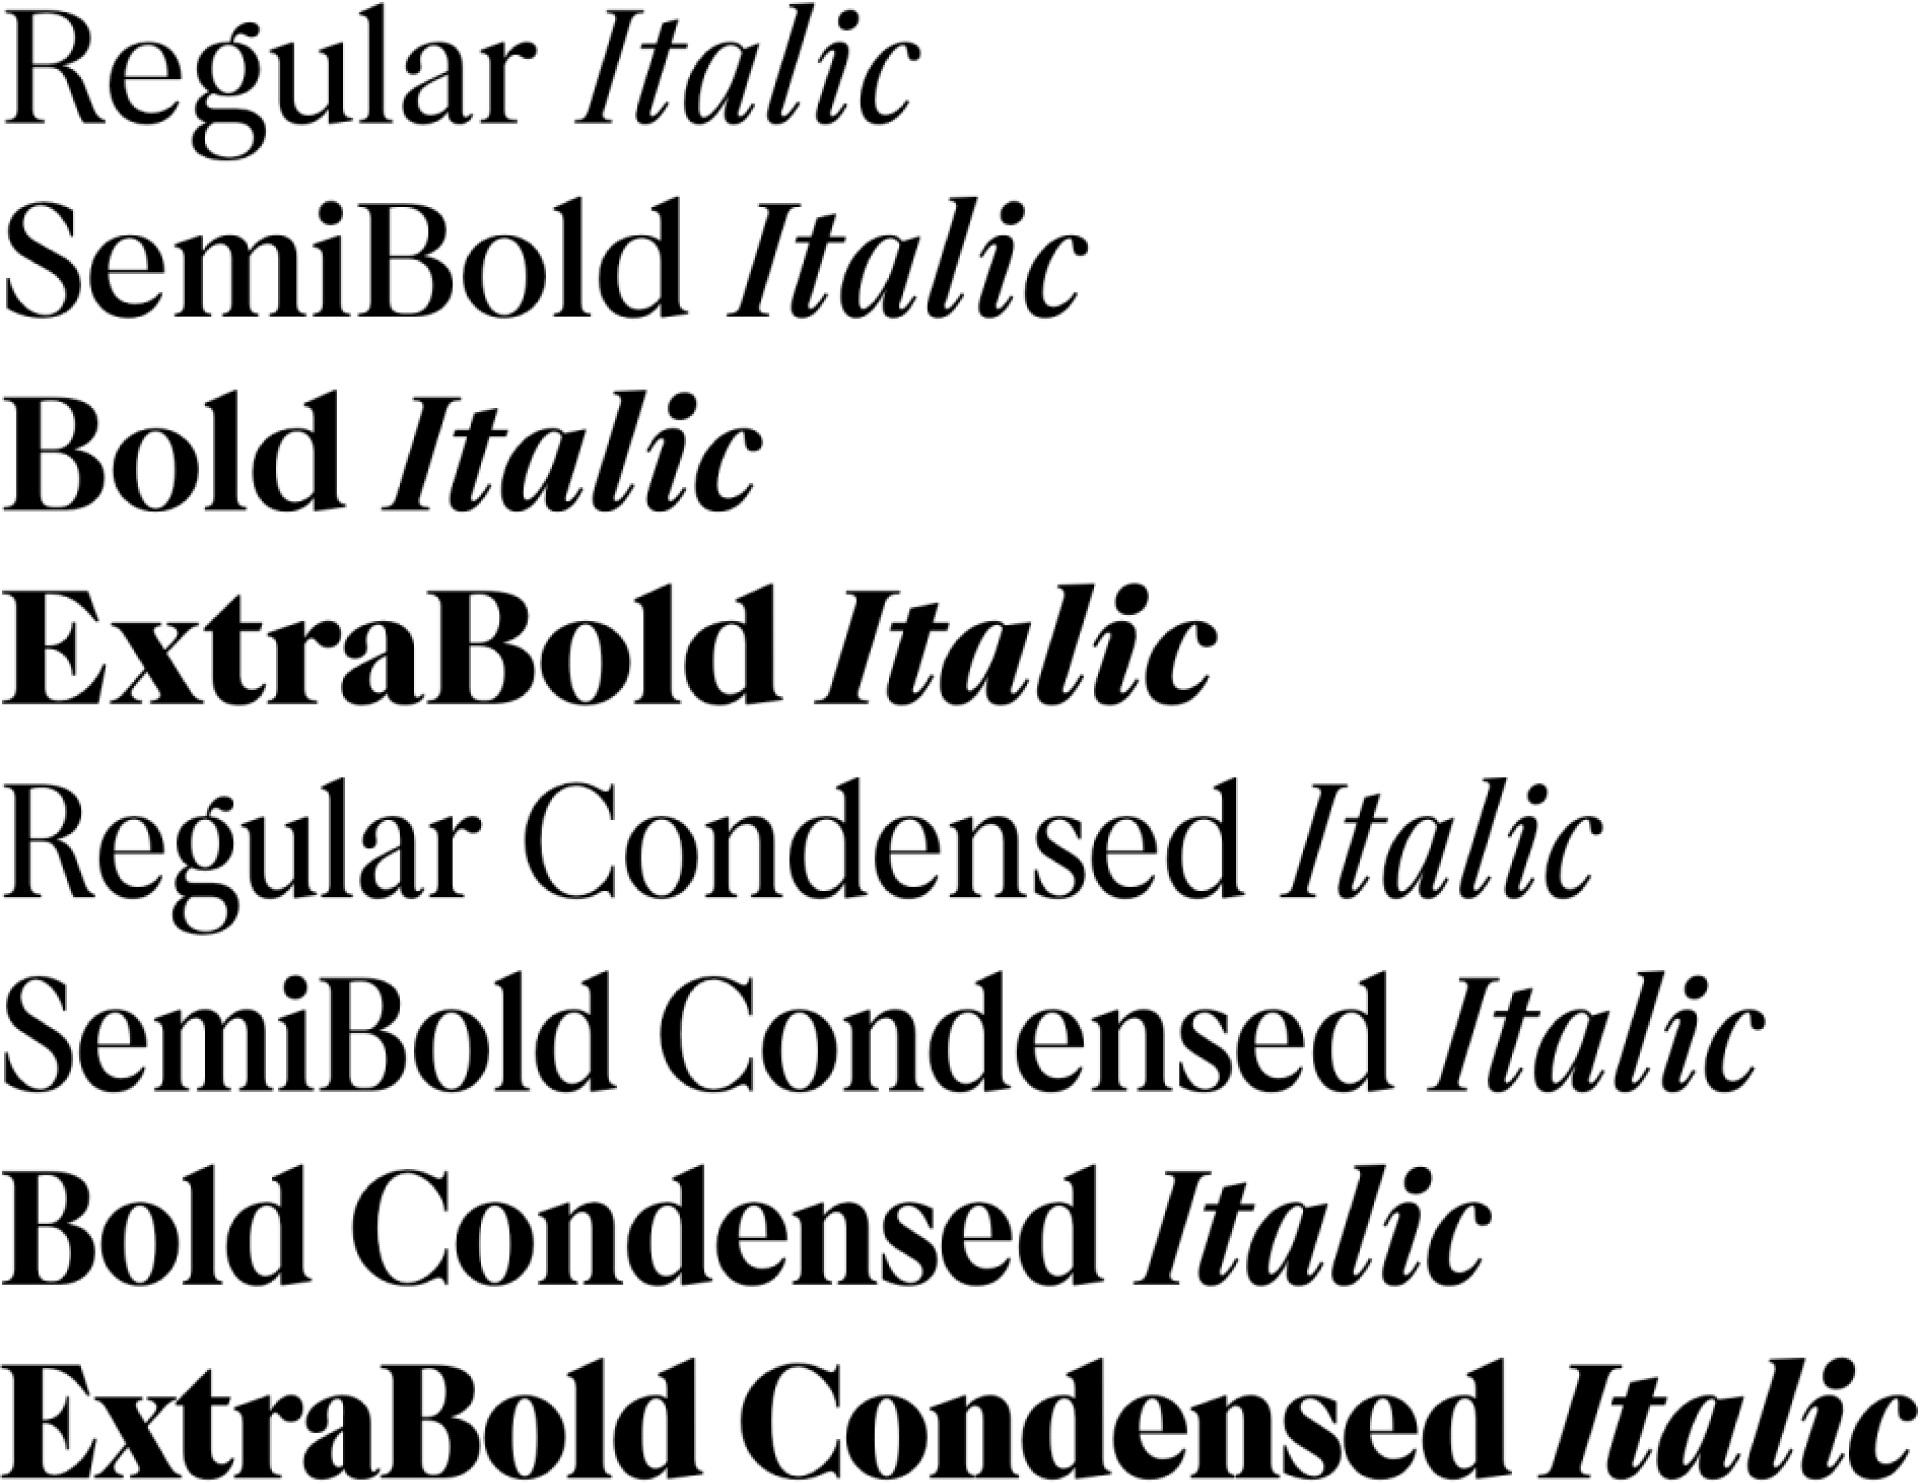 Regular Italic
SemiBold Italic
Bold Italic
ExtraBold Italic
Regular Condensed Italic
SemiBold Condensed Italic
Bold Condensed Italic
ExtraBold Condensed Italic